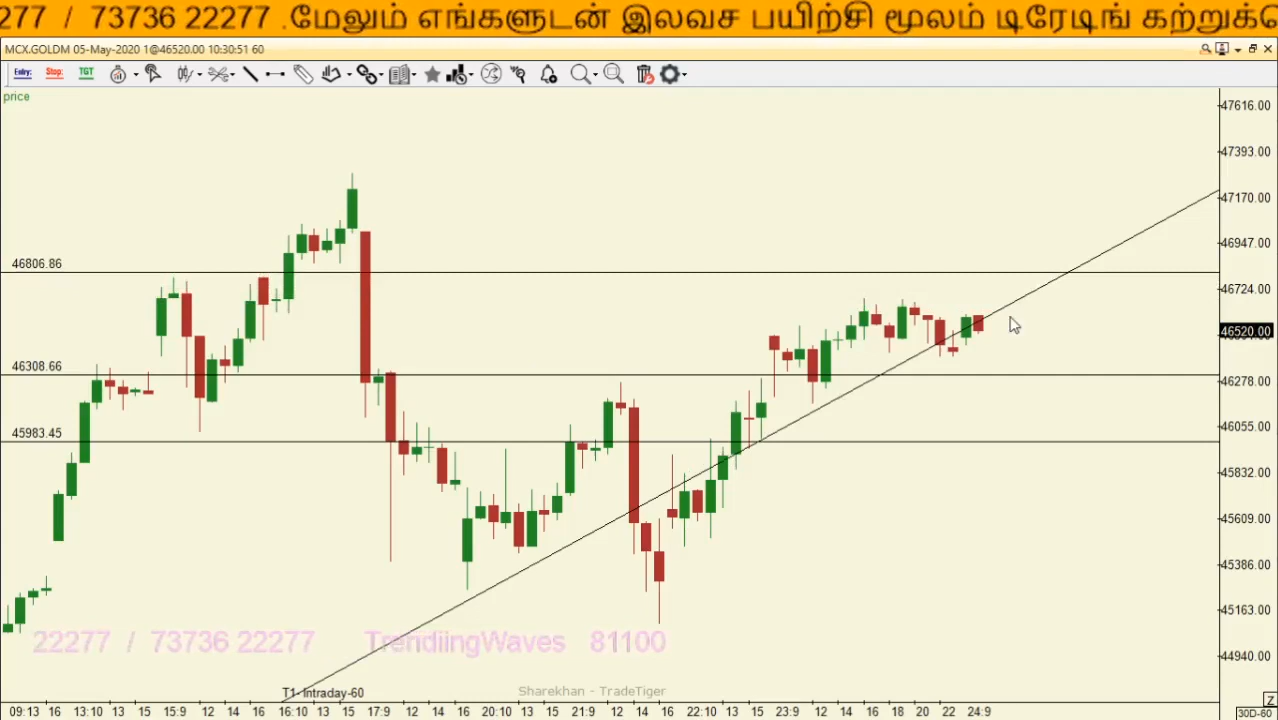 277 / 73736 22277 .மேலும் எங்களுடன் இலவச பயிற்சி மூலம் டிரேடிங்
MCX.GOLDM 05-May-2020 1@46520.00 10:30:51 60
Entry: Stop: TGT
price
47616.00
47393.00
47170.00
46947.00
46806.86
46724.00
46520.00
46308.66
46278.00
46055.00
45983.45
45832.00
45609.00
45386.00
45163.00
22277 / 73736 22277 TrendiingWaves 81100
44940.00
T1- Intraday-60
Sharekhan - TradeTiger
Z
09:13 16 13:10 13 15 15:9 12 14 16 16:10 13 15 17:9 12 14 16 20:10 13 15 21:9 12 14 16 22:10 13 15 23:9 12 14 16 18 20 22 24:9
30D-60